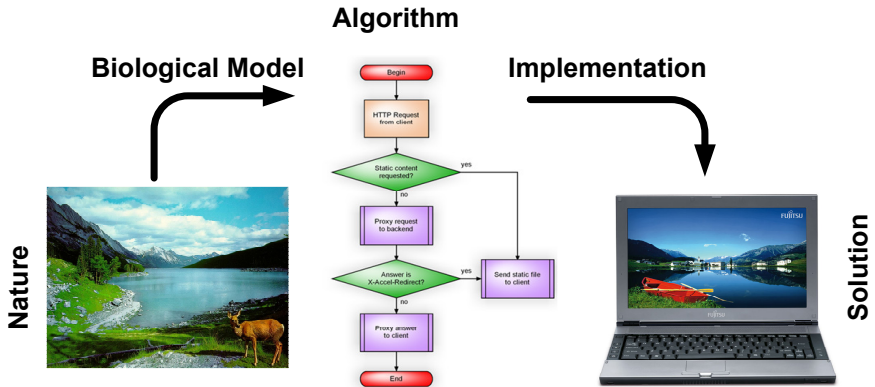 Algorithm
Biological Model
Implementation
Begin
HTTP Request
from client
Static content
requested?
yes
no
Proxy request
to backend
Answer is
X-Accel-Redirect?
yes
Send static file
to client
no
Proxy answer
to client
End
Nature
FUJITSU
FUJITSU
Solution